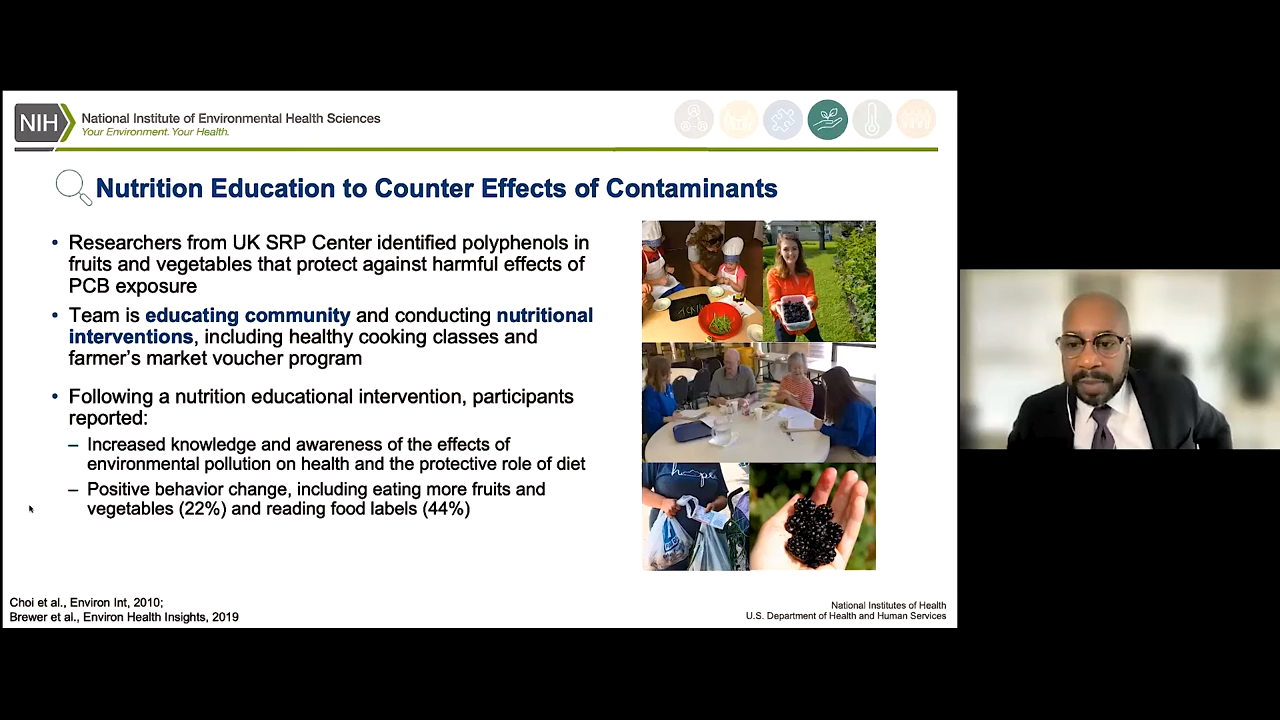 NIH
National Institute of Environmental Health Sciences
Your Environment. Your Health.
Nutrition Education to Counter Effects of Contaminants
• Researchers from UK SRP Center identified polyphenols in
fruits and vegetables that protect against harmful effects of
PCB exposure
• Team is educating community and conducting nutritional
interventions, including healthy cooking classes and
farmer's market voucher program
• Following a nutrition educational intervention, participants
reported:
– Increased knowledge and awareness of the effects of
environmental pollution on health and the protective role of diet
– Positive behavior change, including eating more fruits and
vegetables (22%) and reading food labels (44%)
hope
Choi et al., Environ Int, 2010;
Brewer et al., Environ Health Insights, 2019
National Institutes of Health
U.S. Department of Health and Human Services